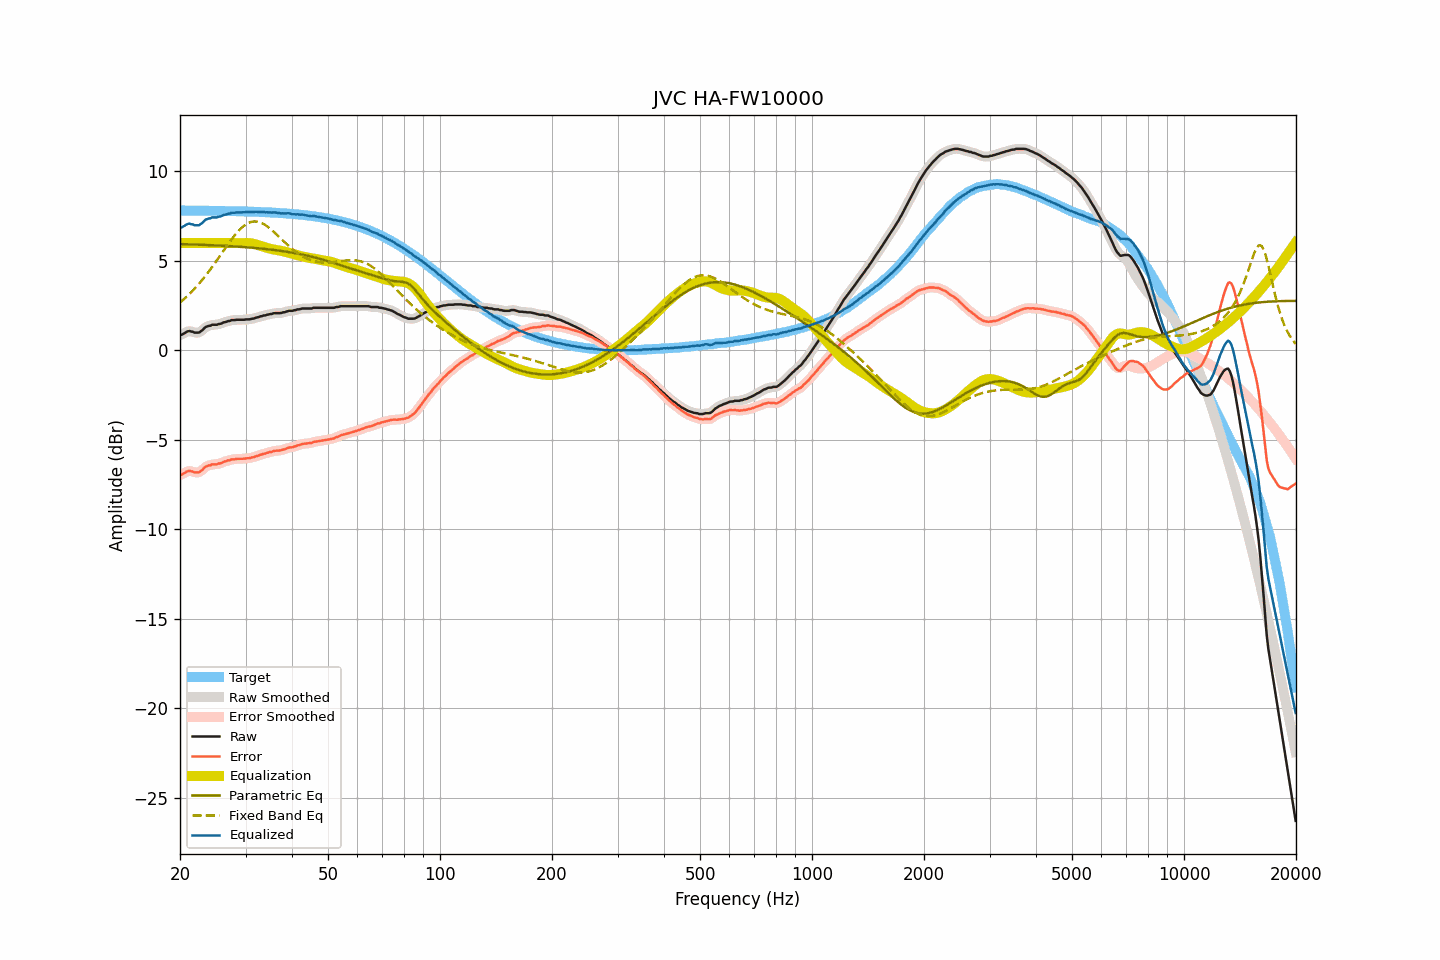 JVC HA-FW10000
Amplitude (dBr)
10
5
0
−5
−10
−15
−20
−25
Target
Raw Smoothed
Error Smoothed
Raw
Error
Equalization
Parametric Eq
Fixed Band Eq
Equalized
20 50 100 200 500 1000 2000 5000 10000 20000
Frequency (Hz)